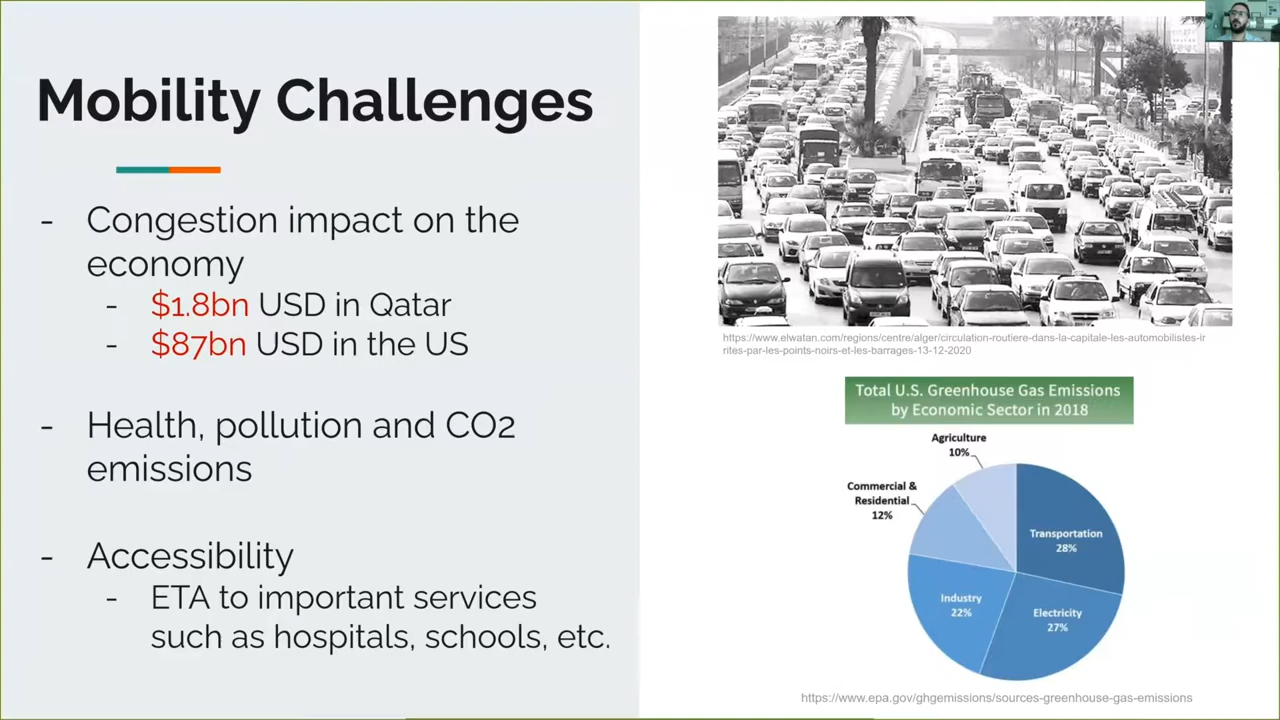 Mobility Challenges
- Congestion impact on the
economy
- $1.8bn USD in Qatar
- $87bn USD in the US
- Health, pollution and CO2
emissions
- Accessibility
- ETA to important services
such as hospitals, schools, etc.
https://www.elwatan.com/regions/centre/alger/circulation-routiere-dans-la-capitale-les-automobilistes-ir
rites-par-les-points-noirs-et-les-barrages-13-12-2020
Total U.S. Greenhouse Gas Emissions
by Economic Sector in 2018
Agriculture
10%
Commercial &
Residential
12%
Transportation
28%
Industry
22%
Electricity
27%
https://www.epa.gov/ghgemissions/sources-greenhouse-gas-emissions